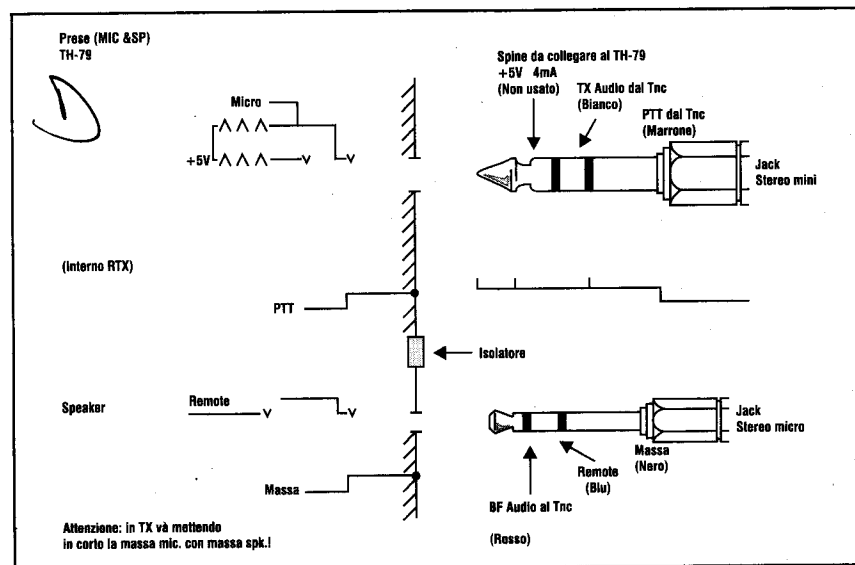 Prese (MIC &SP)
TH-79
Micro
+5V
(Interno RTX)
PTT
Isolatore
Speaker
Remote
Massa
Attenzione: in TX và mettendo
in corto la massa mic. con massa spk.!
Spine da collegare al TH-79
+5V 4mA
(Non usato)
TX Audio dal Tnc
(Bianco)
PTT dal Tnc
(Marrone)
Jack
Stereo mini
Jack
Stereo micro
Massa
(Nero)
Remote
(Blu)
BF Audio al Tnc
(Rosso)